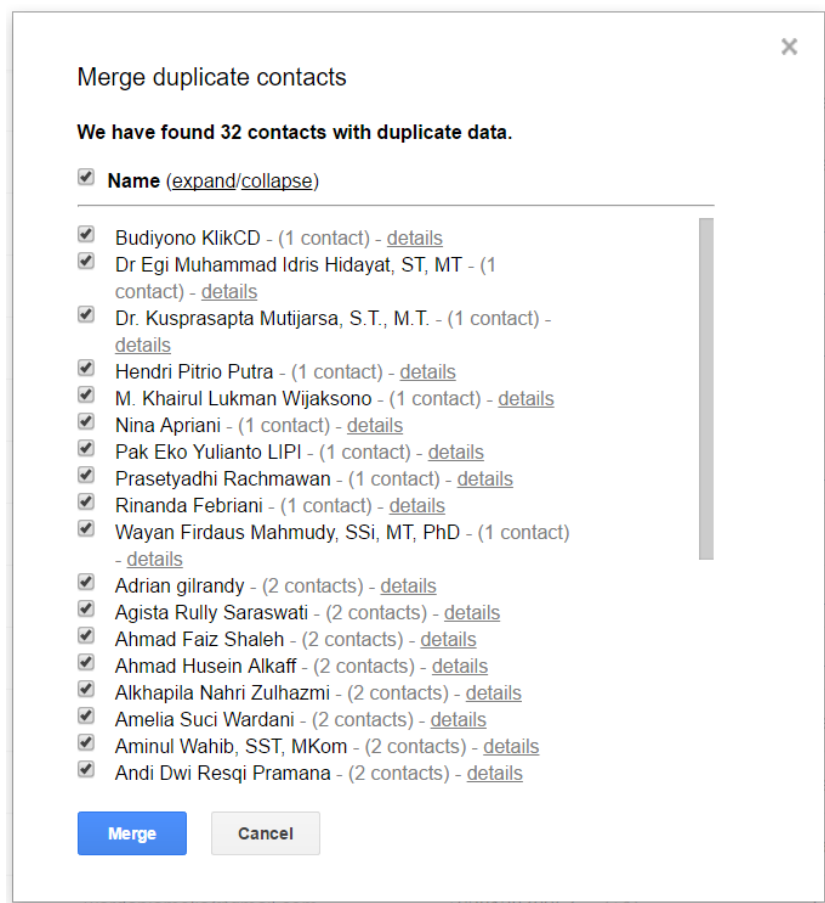 Merge duplicate contacts
We have found 32 contacts with duplicate data.
Name (expand/collapse)
Budiyono KlikCD - (1 contact) - details
Dr Egi Muhammad Idris Hidayat, ST, MT - (1
contact) - details
Dr. Kusprasapta Mutijarsa, S.T., M.T. - (1 contact) -
details
Hendri Pitrio Putra - (1 contact) - details
M. Khairul Lukman Wijaksono - (1 contact) - details
Nina Apriani - (1 contact) - details
Pak Eko Yulianto LIPI - (1 contact) - details
Prasetyadhi Rachmawan - (1 contact) - details
Rinanda Febriani - (1 contact) - details
Wayan Firdaus Mahmudy, SSi, MT, PhD - (1 contact)
- details
Adrian gilrandy - (2 contacts) - details
Agista Rully Saraswati - (2 contacts) - details
Ahmad Faiz Shaleh - (2 contacts) - details
Ahmad Husein Alkaff - (2 contacts) - details
Alkhapila Nahri Zulhazmi - (2 contacts) - details
Amelia Suci Wardani - (2 contacts) - details
Aminul Wahib, SST, MKom - (2 contacts) - details
Andi Dwi Resqi Pramana - (2 contacts) - details
Merge Cancel